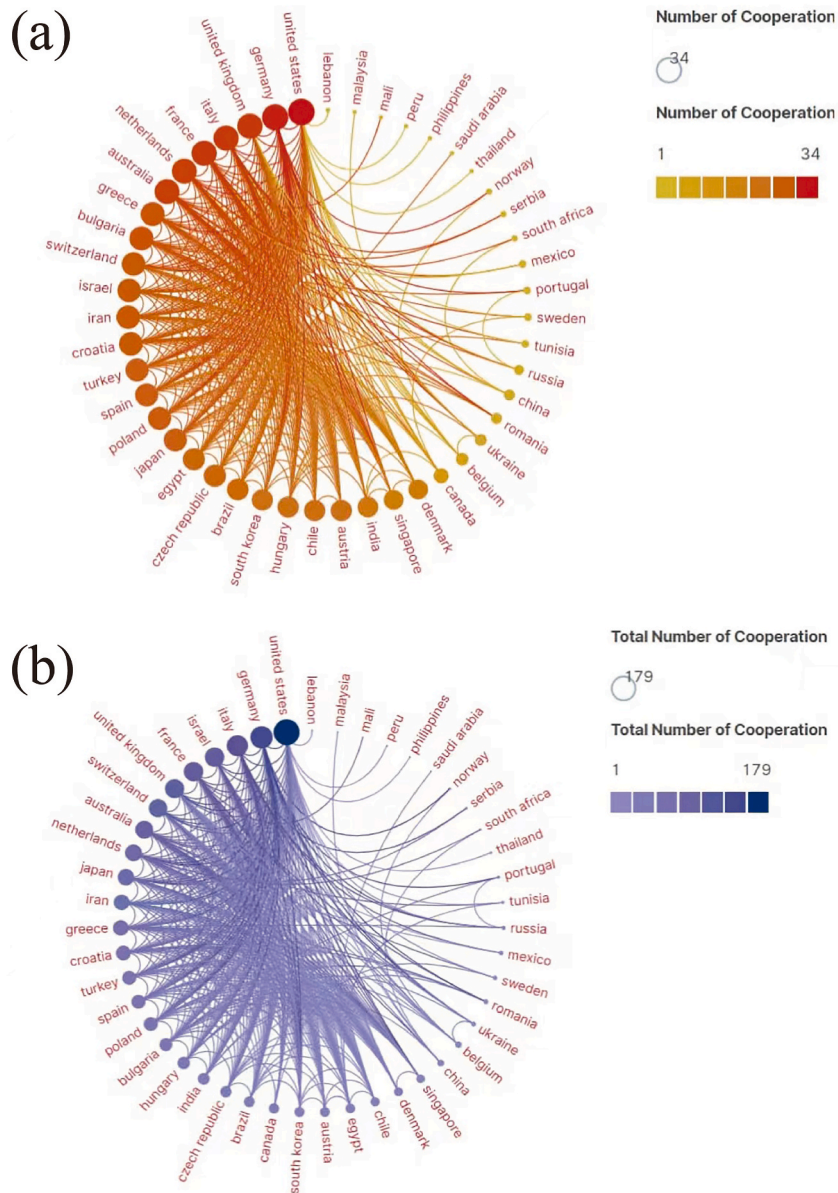 (a)
Number of Cooperation
34
Number of Cooperation
1 34
united states
lebanon
malaysia
mali
peru
philippines
saudi arabia
thailand
norway
serbia
south africa
mexico
portugal
sweden
tunisia
russia
china
romania
ukraine
belgium
canada
denmark
singapore
india
austria
chile
hungary
south korea
brazil
czech republic
egypt
japan
poland
spain
turkey
croatia
iran
israel
switzerland
bulgaria
greece
australia
netherlands
france
italy
united kingdom
germany
(b)
Total Number of Cooperation
179
Total Number of Cooperation
1 179
united states
lebanon
malaysia
mali
peru
philippines
saudi arabia
norway
serbia
south africa
thailand
portugal
tunisia
russia
mexico
sweden
romania
ukraine
belgium
china
singapore
denmark
chile
egypt
austria
south korea
canada
brazil
czech republic
india
hungary
bulgaria
poland
spain
turkey
croatia
greece
iran
japan
netherlands
australia
switzerland
united kingdom
france
israel
italy
germany